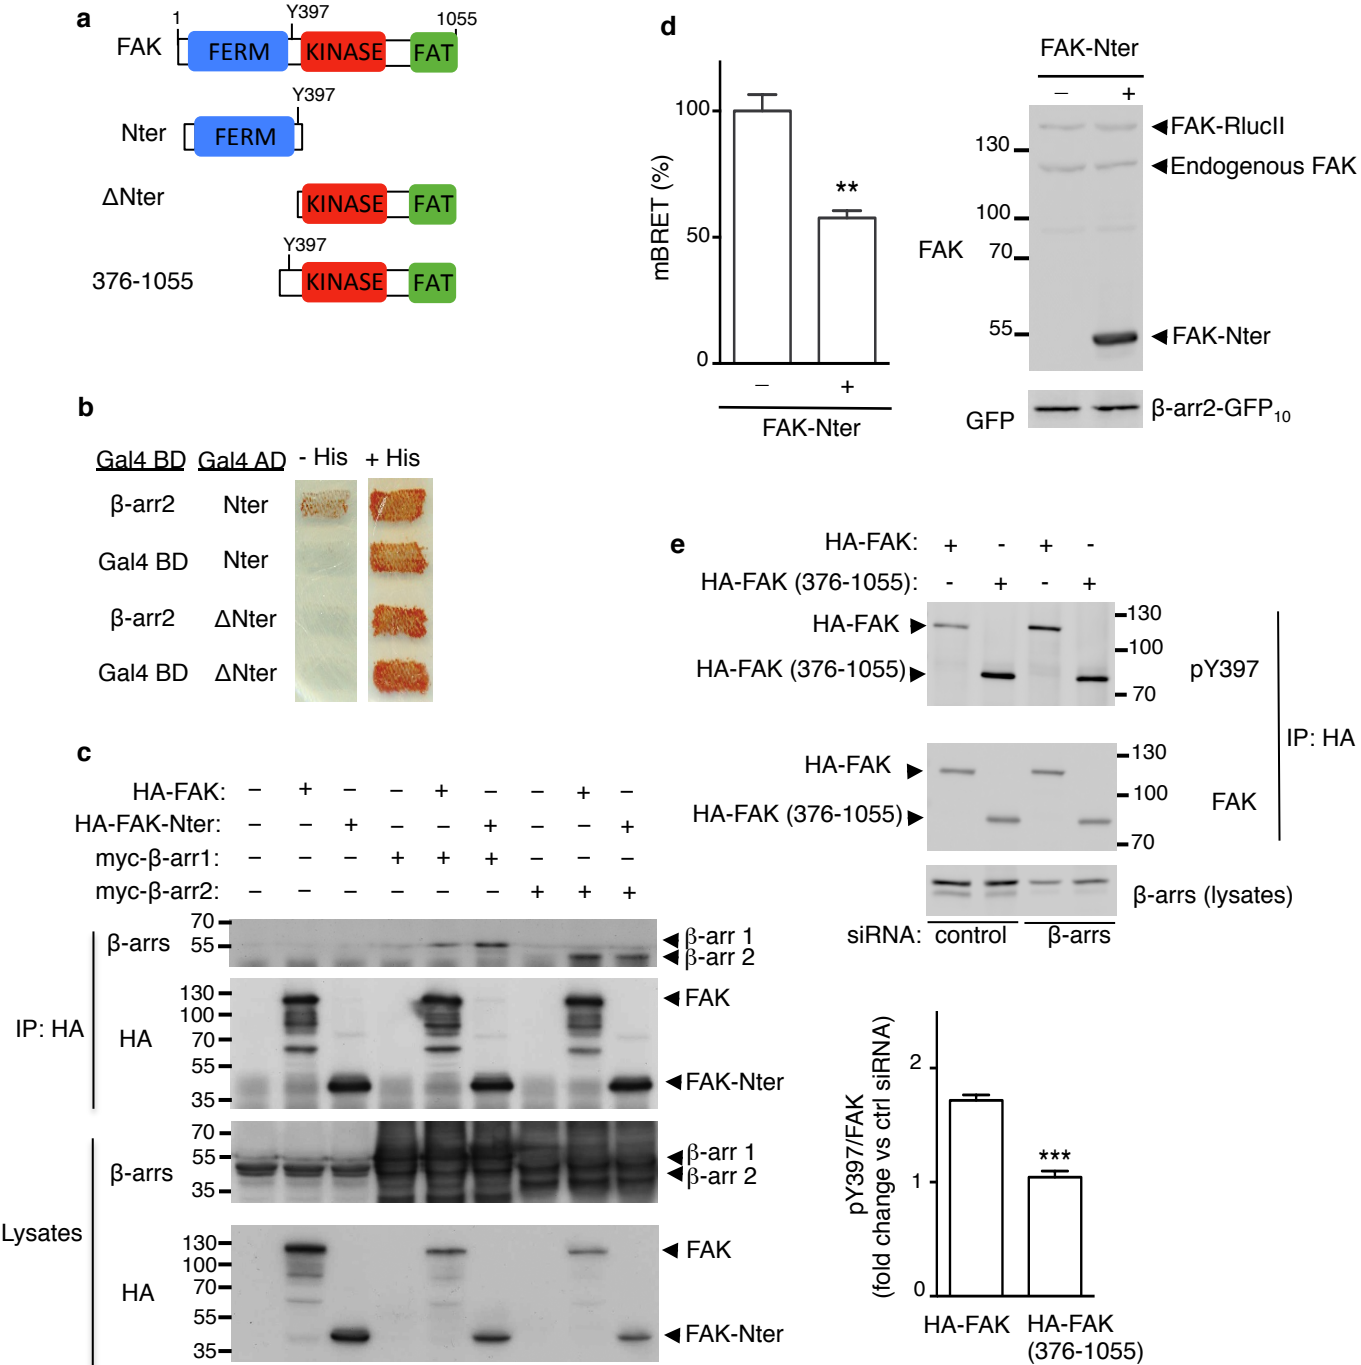 a
1 Y397 1055
FAK FERM KINASE FAT
Y397
Nter FERM
ΔNter KINASE FAT
Y397
376-1055 KINASE FAT
b
Gal4 BD Gal4 AD - His + His
β-arr2 Nter
Gal4 BD Nter
β-arr2 ΔNter
Gal4 BD ΔNter
c
HA-FAK: – + – – + – – + –
HA-FAK-Nter: – – + – – + – – +
myc-β-arr1: – – – + + + – – –
myc-β-arr2: – – – – – – + + +
IP: HA
β-arrs
70
55
β-arr 1
β-arr 2
HA
130
100
70
55
35
FAK
FAK-Nter
Lysates
β-arrs
70
55
35
β-arr 1
β-arr 2
HA
130
100
70
55
35
FAK
FAK-Nter
d
mBRET (%)
100
50
0
**
– +
FAK-Nter
FAK-Nter
– +
FAK
130
100
70
55
FAK-RlucII
Endogenous FAK
FAK-Nter
GFP
β-arr2-GFP10
e
HA-FAK: + - + -
HA-FAK (376-1055): - + - +
HA-FAK
HA-FAK (376-1055)
130
100
70
pY397
IP: HA
HA-FAK
HA-FAK (376-1055)
130
100
70
FAK
β-arrs (lysates)
siRNA: control β-arrs
pY397/FAK
(fold change vs ctrl siRNA)
2
1
0
***
HA-FAK HA-FAK
(376-1055)